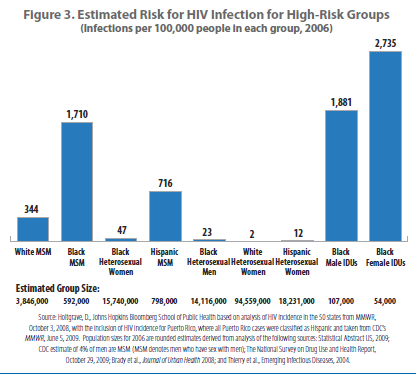 Figure 3. Estimated Risk for HIV Infection for High-Risk Groups
(Infections per 100,000 people in each group, 2006)
2,735
1,881
1,710
716
344
47
23
2
12
White MSM Black Black Hispanic Black White Hispanic Black Black
MSM Heterosexual MSM Heterosexual Heterosexual Heterosexual Male IDUs Female IDUs
Women Men Women Women
Estimated Group Size:
3,846,000 592,000 15,740,000 798,000 14,116,000 94,559,000 18,231,000 107,000 54,000
Source: Holtgrave, D., Johns Hopkins Bloomberg School of Public Health based on analysis of HIV incidence in the 50 states from MMWR,
October 3, 2008, with the inclusion of HIV incidence for Puerto Rico, where all Puerto Rico cases were classified as Hispanic and taken from CDC's
MMWR, June 5, 2009. Population sizes for 2006 are rounded estimates derived from analysis of the following sources: Statistical Abstract US, 2009;
CDC estimate of 4% of men are MSM (MSM denotes men who have sex with men); The National Survey on Drug Use and Health Report,
October 29, 2009; Brady et al., Journal of Urban Health 2008; and Thierry et al., Emerging Infectious Diseases, 2004.